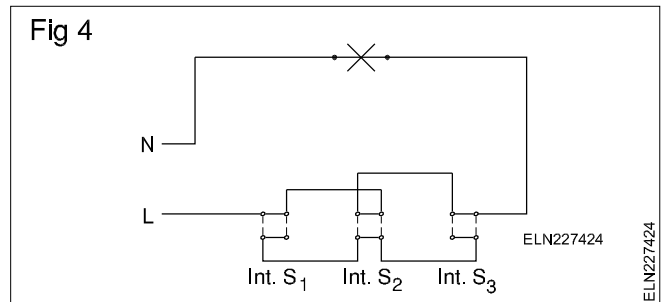 Fig 4
N
L
ELN227424
Int. S₁ Int. S₂ Int. S₃
ELN227424